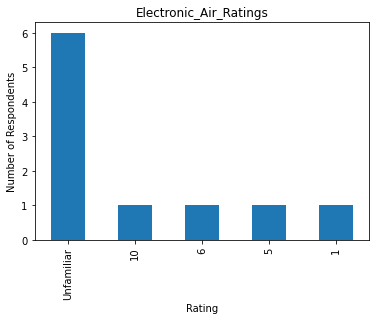 Electronic_Air_Ratings
Number of Respondents
6
5
4
3
2
1
0
Unfamiliar
10
6
5
1
Rating